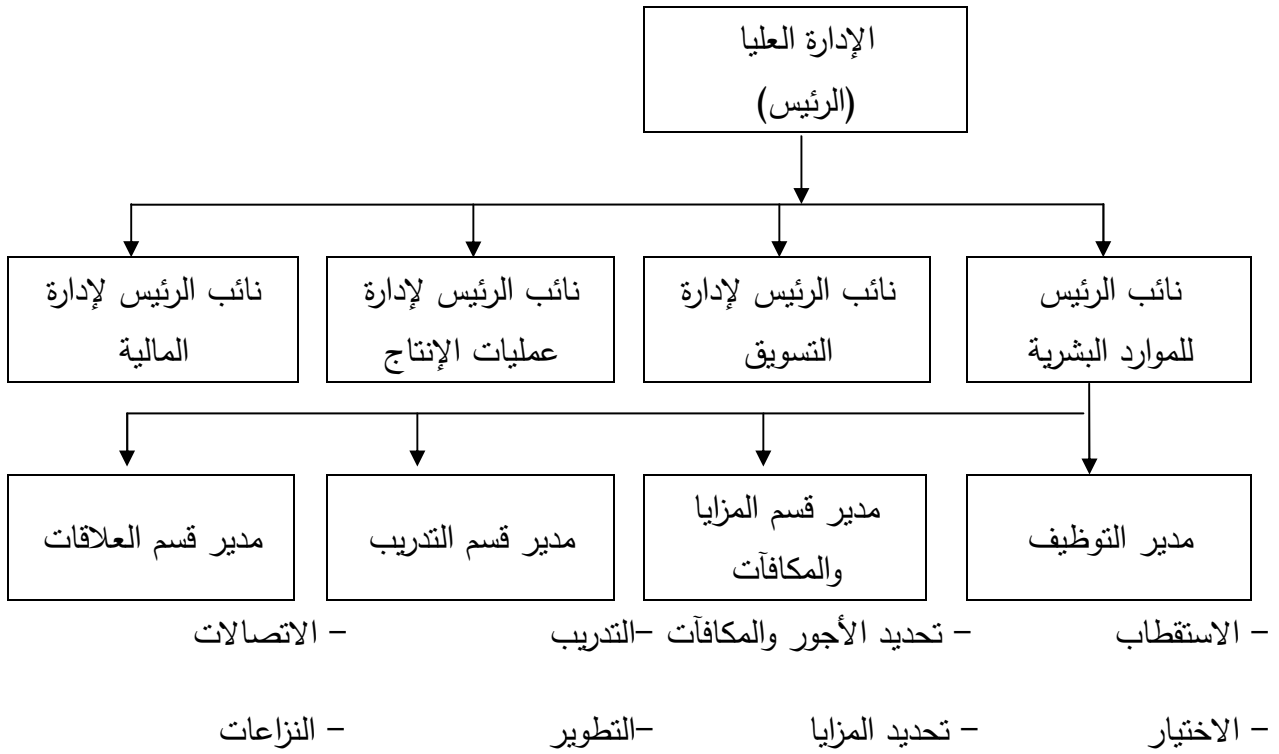 الإدارة العليا
(الرئيس)
نائب الرئيس
للموارد البشرية
نائب الرئيس لإدارة
التسويق
نائب الرئيس لإدارة
عمليات الإنتاج
نائب الرئيس لإدارة
المالية
مدير التوظيف
مدير قسم المزايا
والمكافآت
مدير قسم التدريب
مدير قسم العلاقات
- الاستقطاب
- تحديد الأجور والمكافآت
-التدريب
- الاتصالات
- الاختيار
- تحديد المزايا
-التطوير
- النزاعات